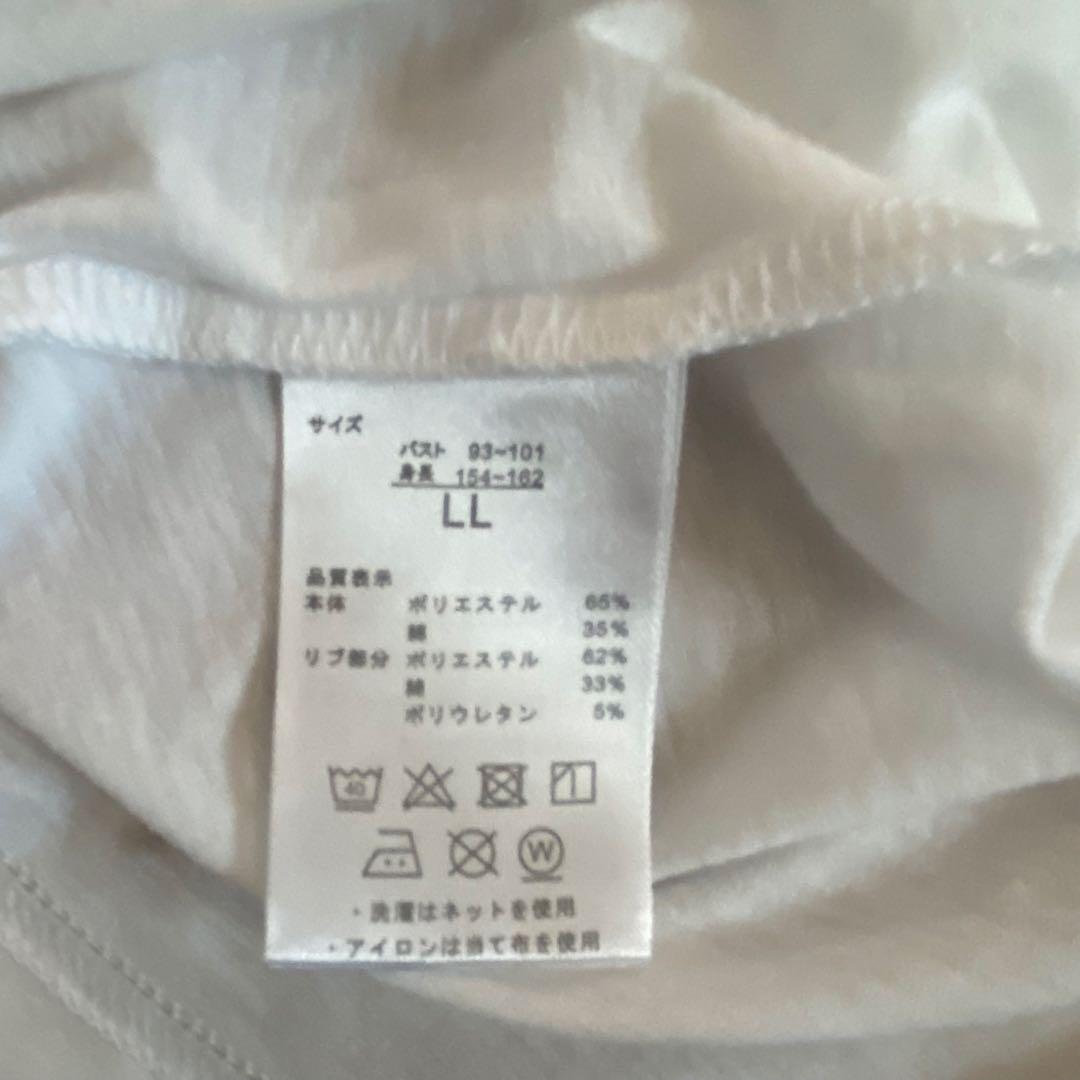 サイズ
バスト 93~101
身長 154~162
LL
品質表示
本体 ポリエステル 65%
綿 35%
リブ部分 ポリエステル 62%
綿 33%
ポリウレタン 5%
40
W
・洗濯はネットを使用
・アイロンは当て布を使用